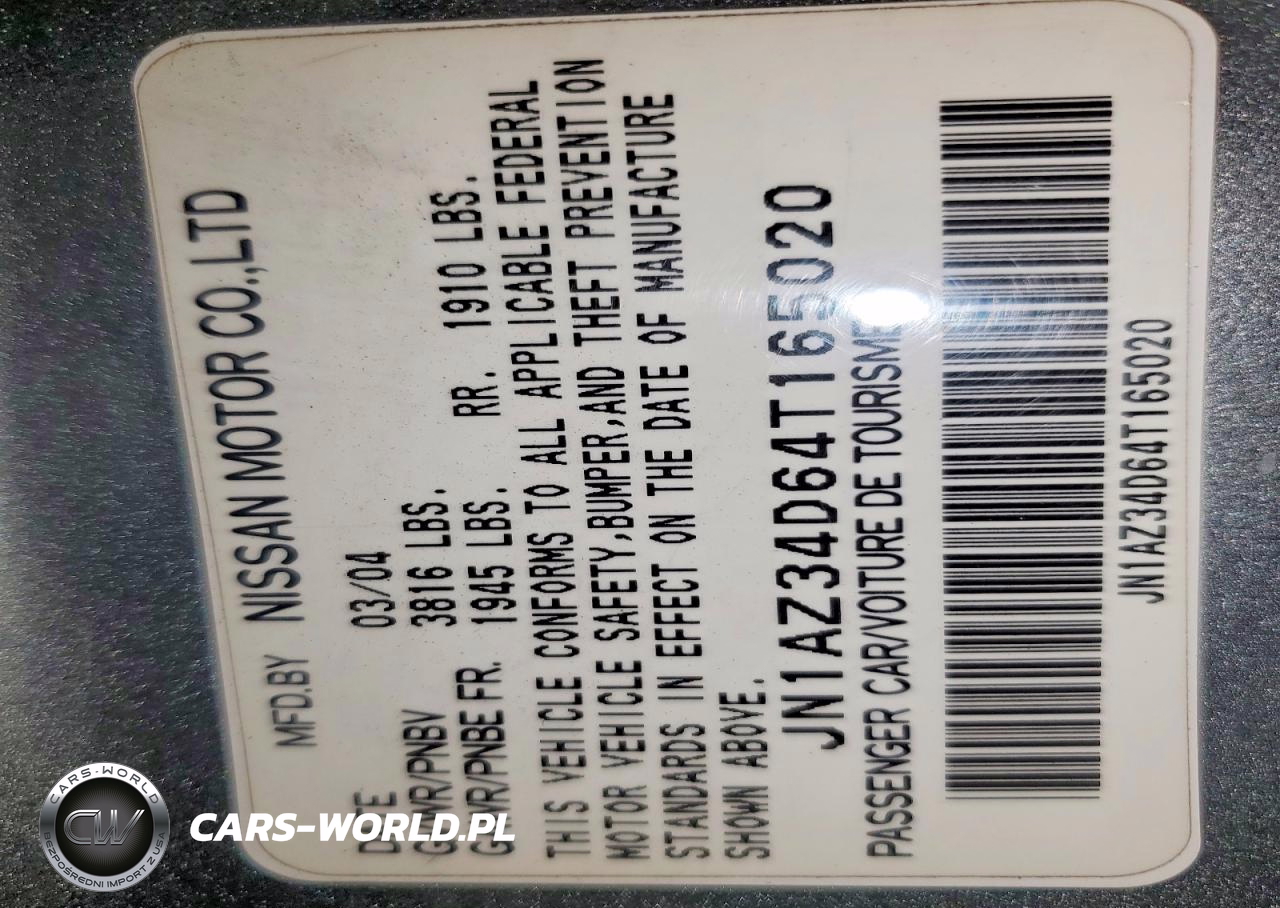 MFD.BY NISSAN MOTOR CO.,LTD
DATE 03/04
GVWR/PNBV 3816 LBS.
GAWR/PNBE FR. 1945 LBS. RR. 1910 LBS.
THIS VEHICLE CONFORMS TO ALL APPLICABLE FEDERAL
MOTOR VEHICLE SAFETY,BUMPER,AND THEFT PREVENTION
STANDARDS IN EFFECT ON THE DATE OF MANUFACTURE
SHOWN ABOVE.
JN1AZ34D64T165020
PASSENGER CAR/VOITURE DE TOURISME
JN1AZ34D64T165020
CARS-WORLD
CW
BEZPOŚREDNI IMPORT Z USA
CARS-WORLD.PL